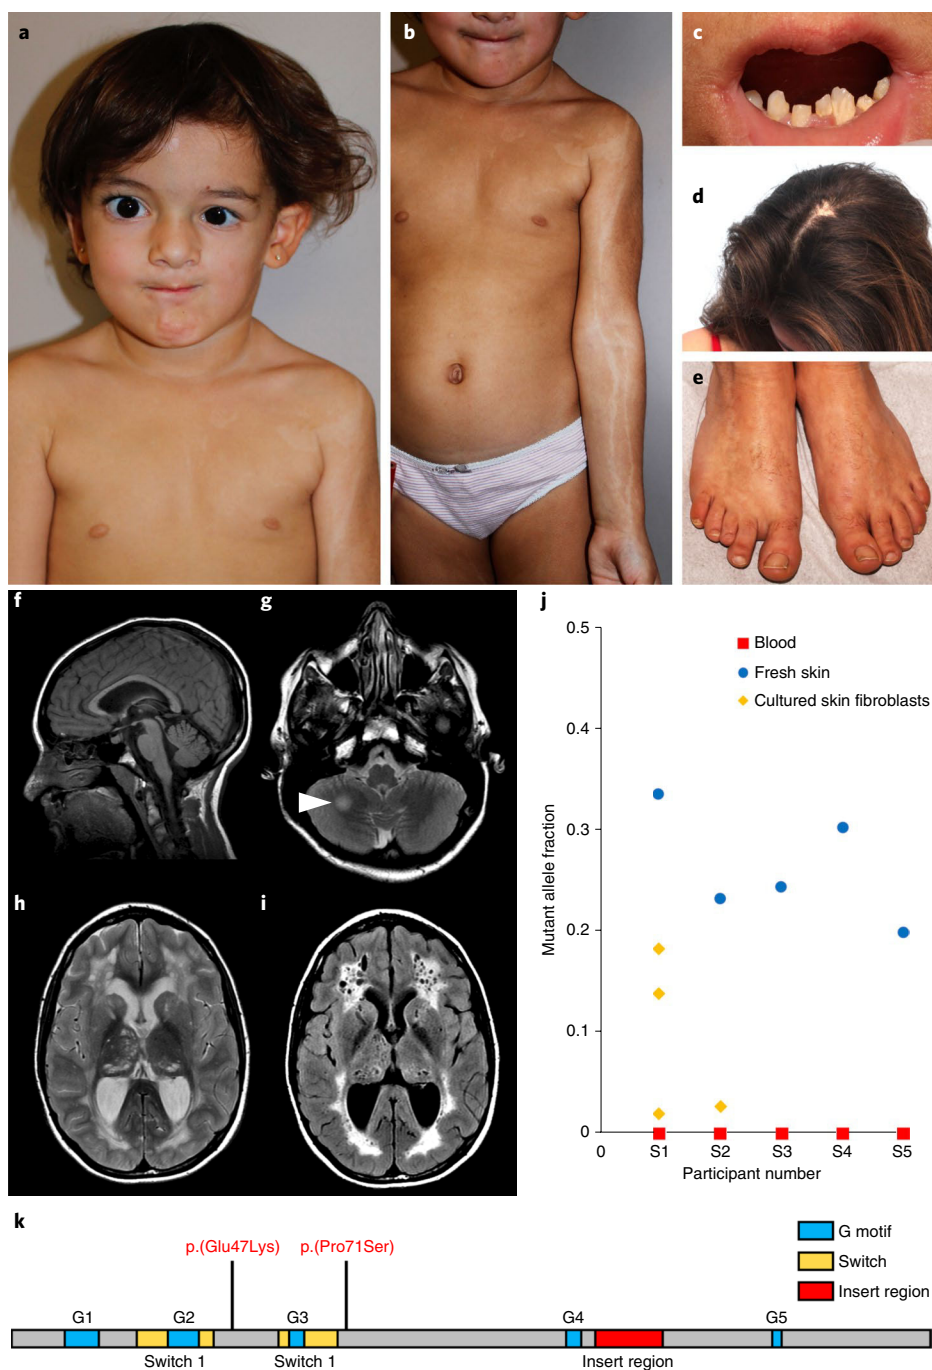 a
b
c
d
e
f
g
h
i
j
0.5
0.4
0.3
0.2
0.1
0
Mutant allele fraction
Blood
Fresh skin
Cultured skin fibroblasts
0 S1 S2 S3 S4 S5
Participant number
k
p.(Glu47Lys) p.(Pro71Ser)
G motif
Switch
Insert region
G1 G2 G3 G4 G5
Switch 1 Switch 1 Insert region